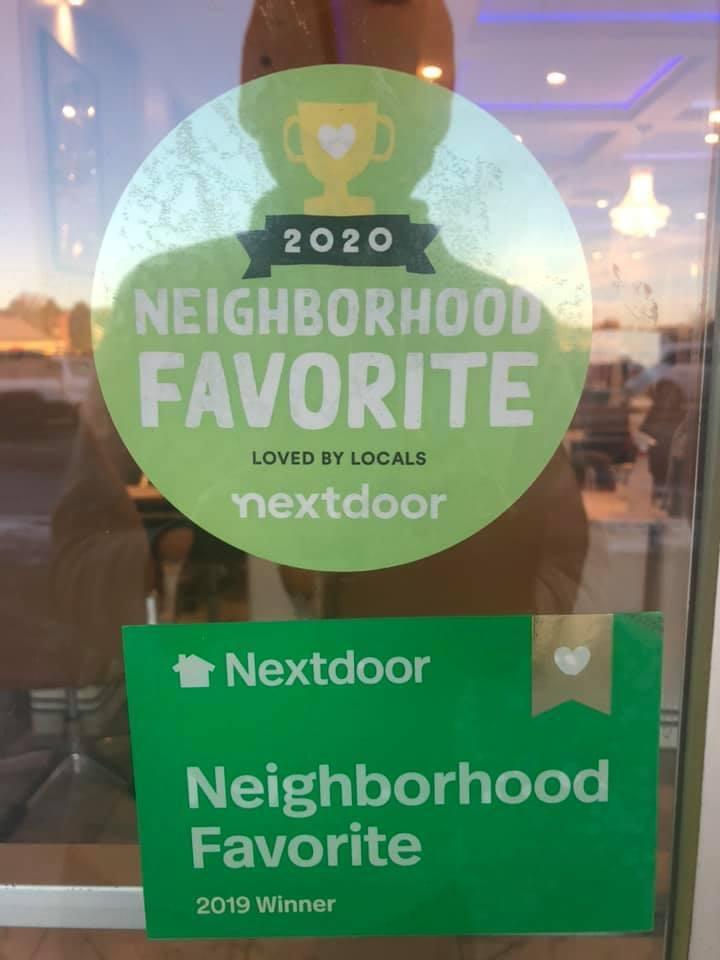 2020
NEIGHBORHOOD
FAVORITE
LOVED BY LOCALS
nextdoor
Nextdoor
Neighborhood
Favorite
2019 Winner